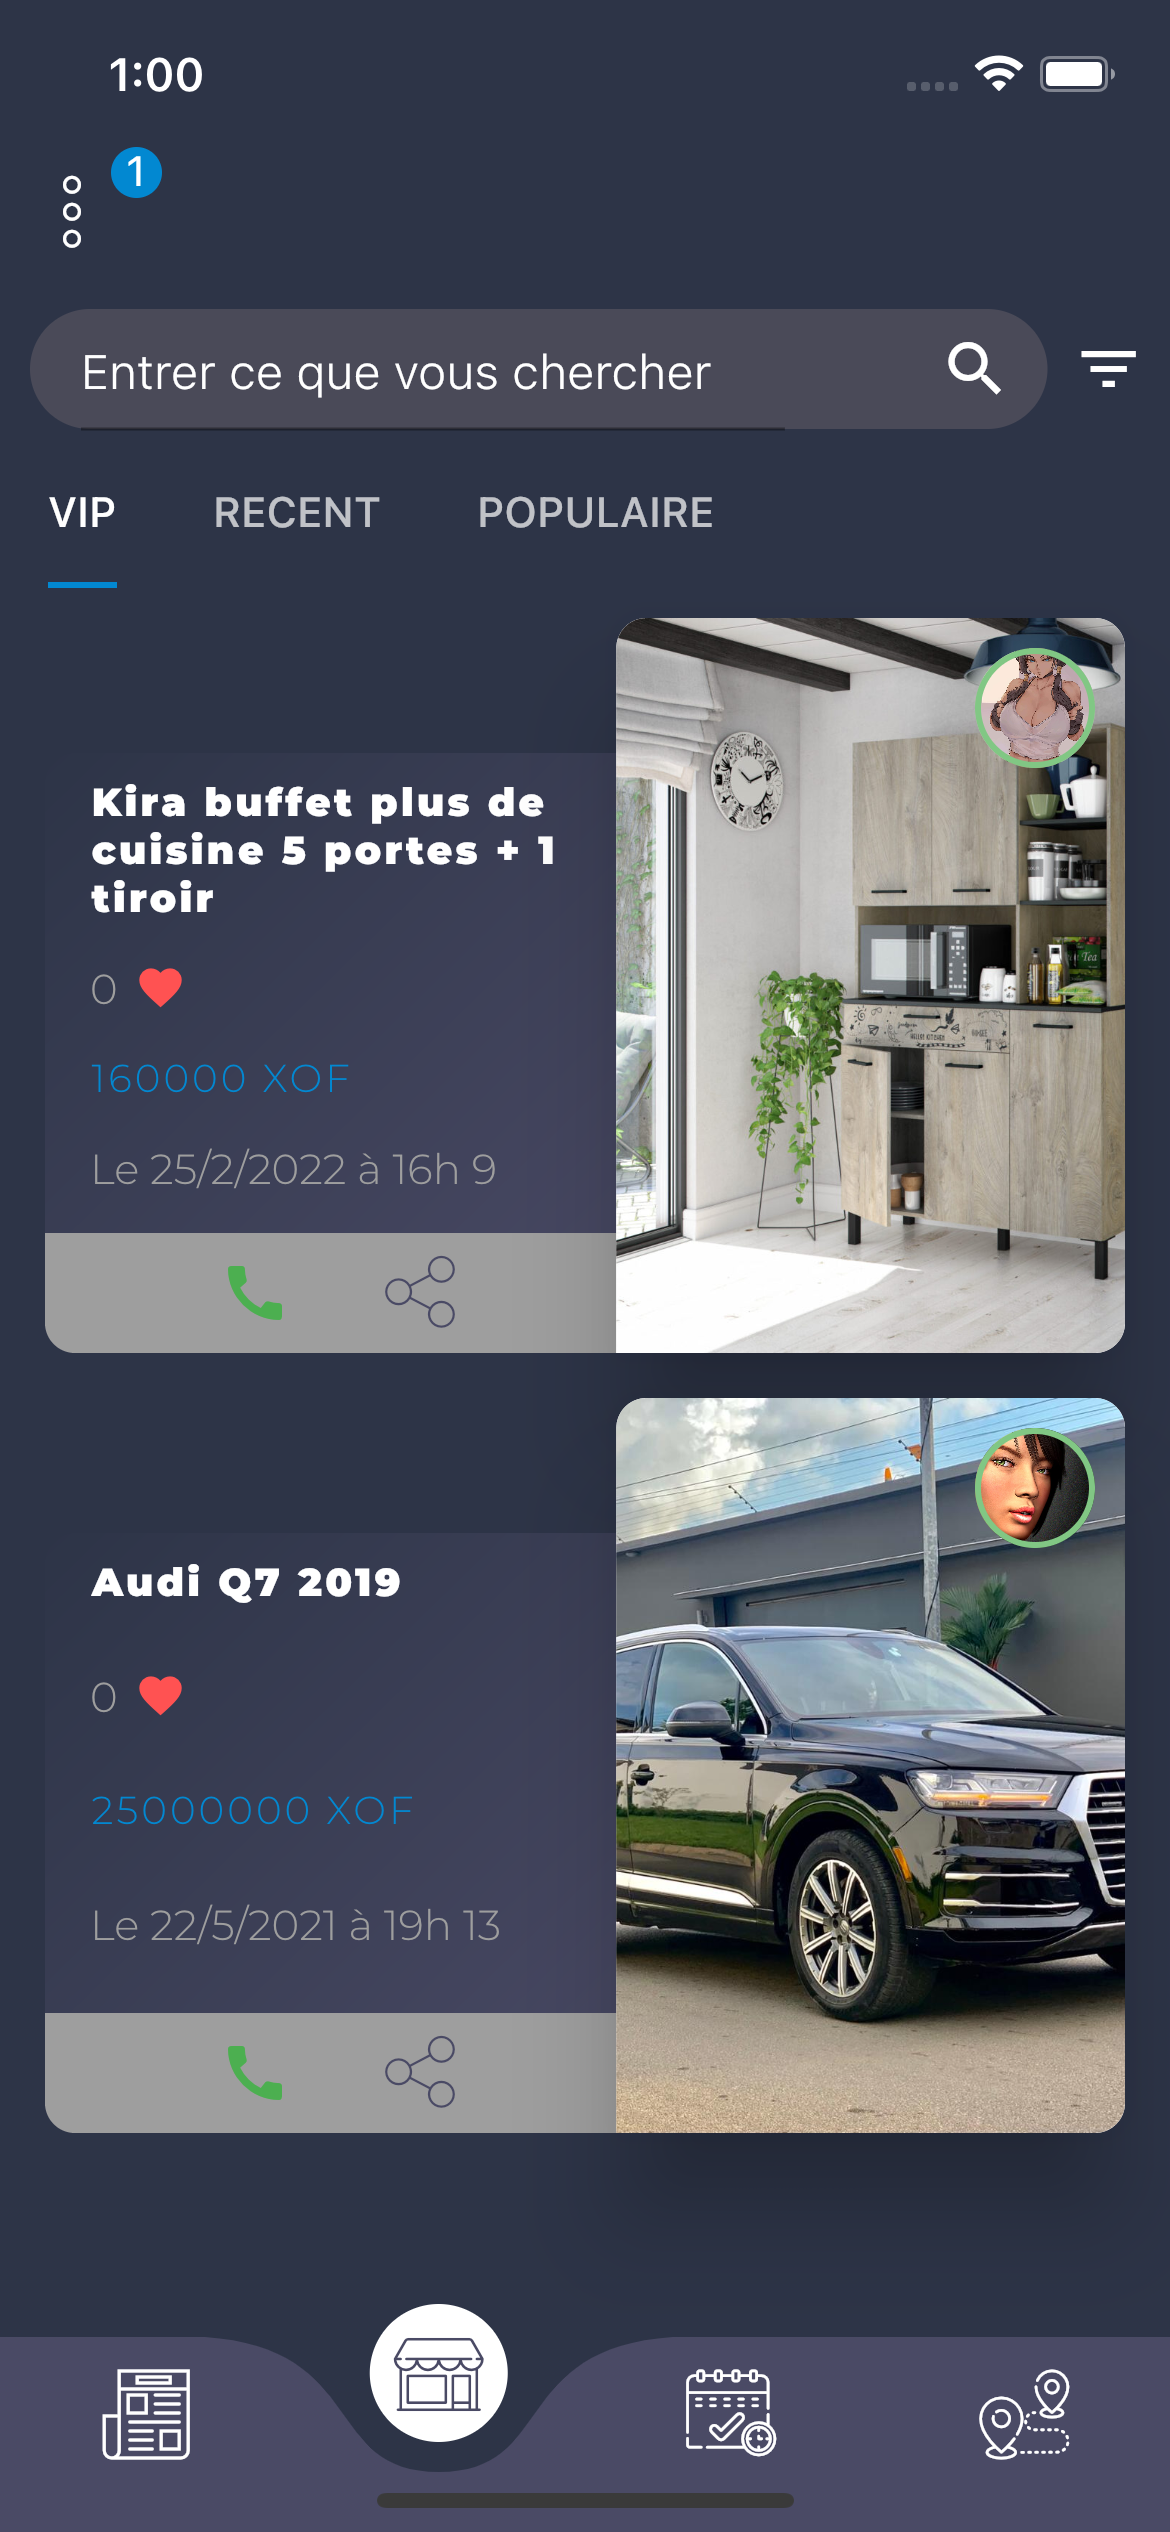 1:00
1
Entrer ce que vous chercher
VIP
RECENT
POPULAIRE
Kira buffet plus de
cuisine 5 portes + 1
tiroir
0
160000 XOF
Le 25/2/2022 à 16h 9
Tea
Audi Q7 2019
0
25000000 XOF
Le 22/5/2021 à 19h 13